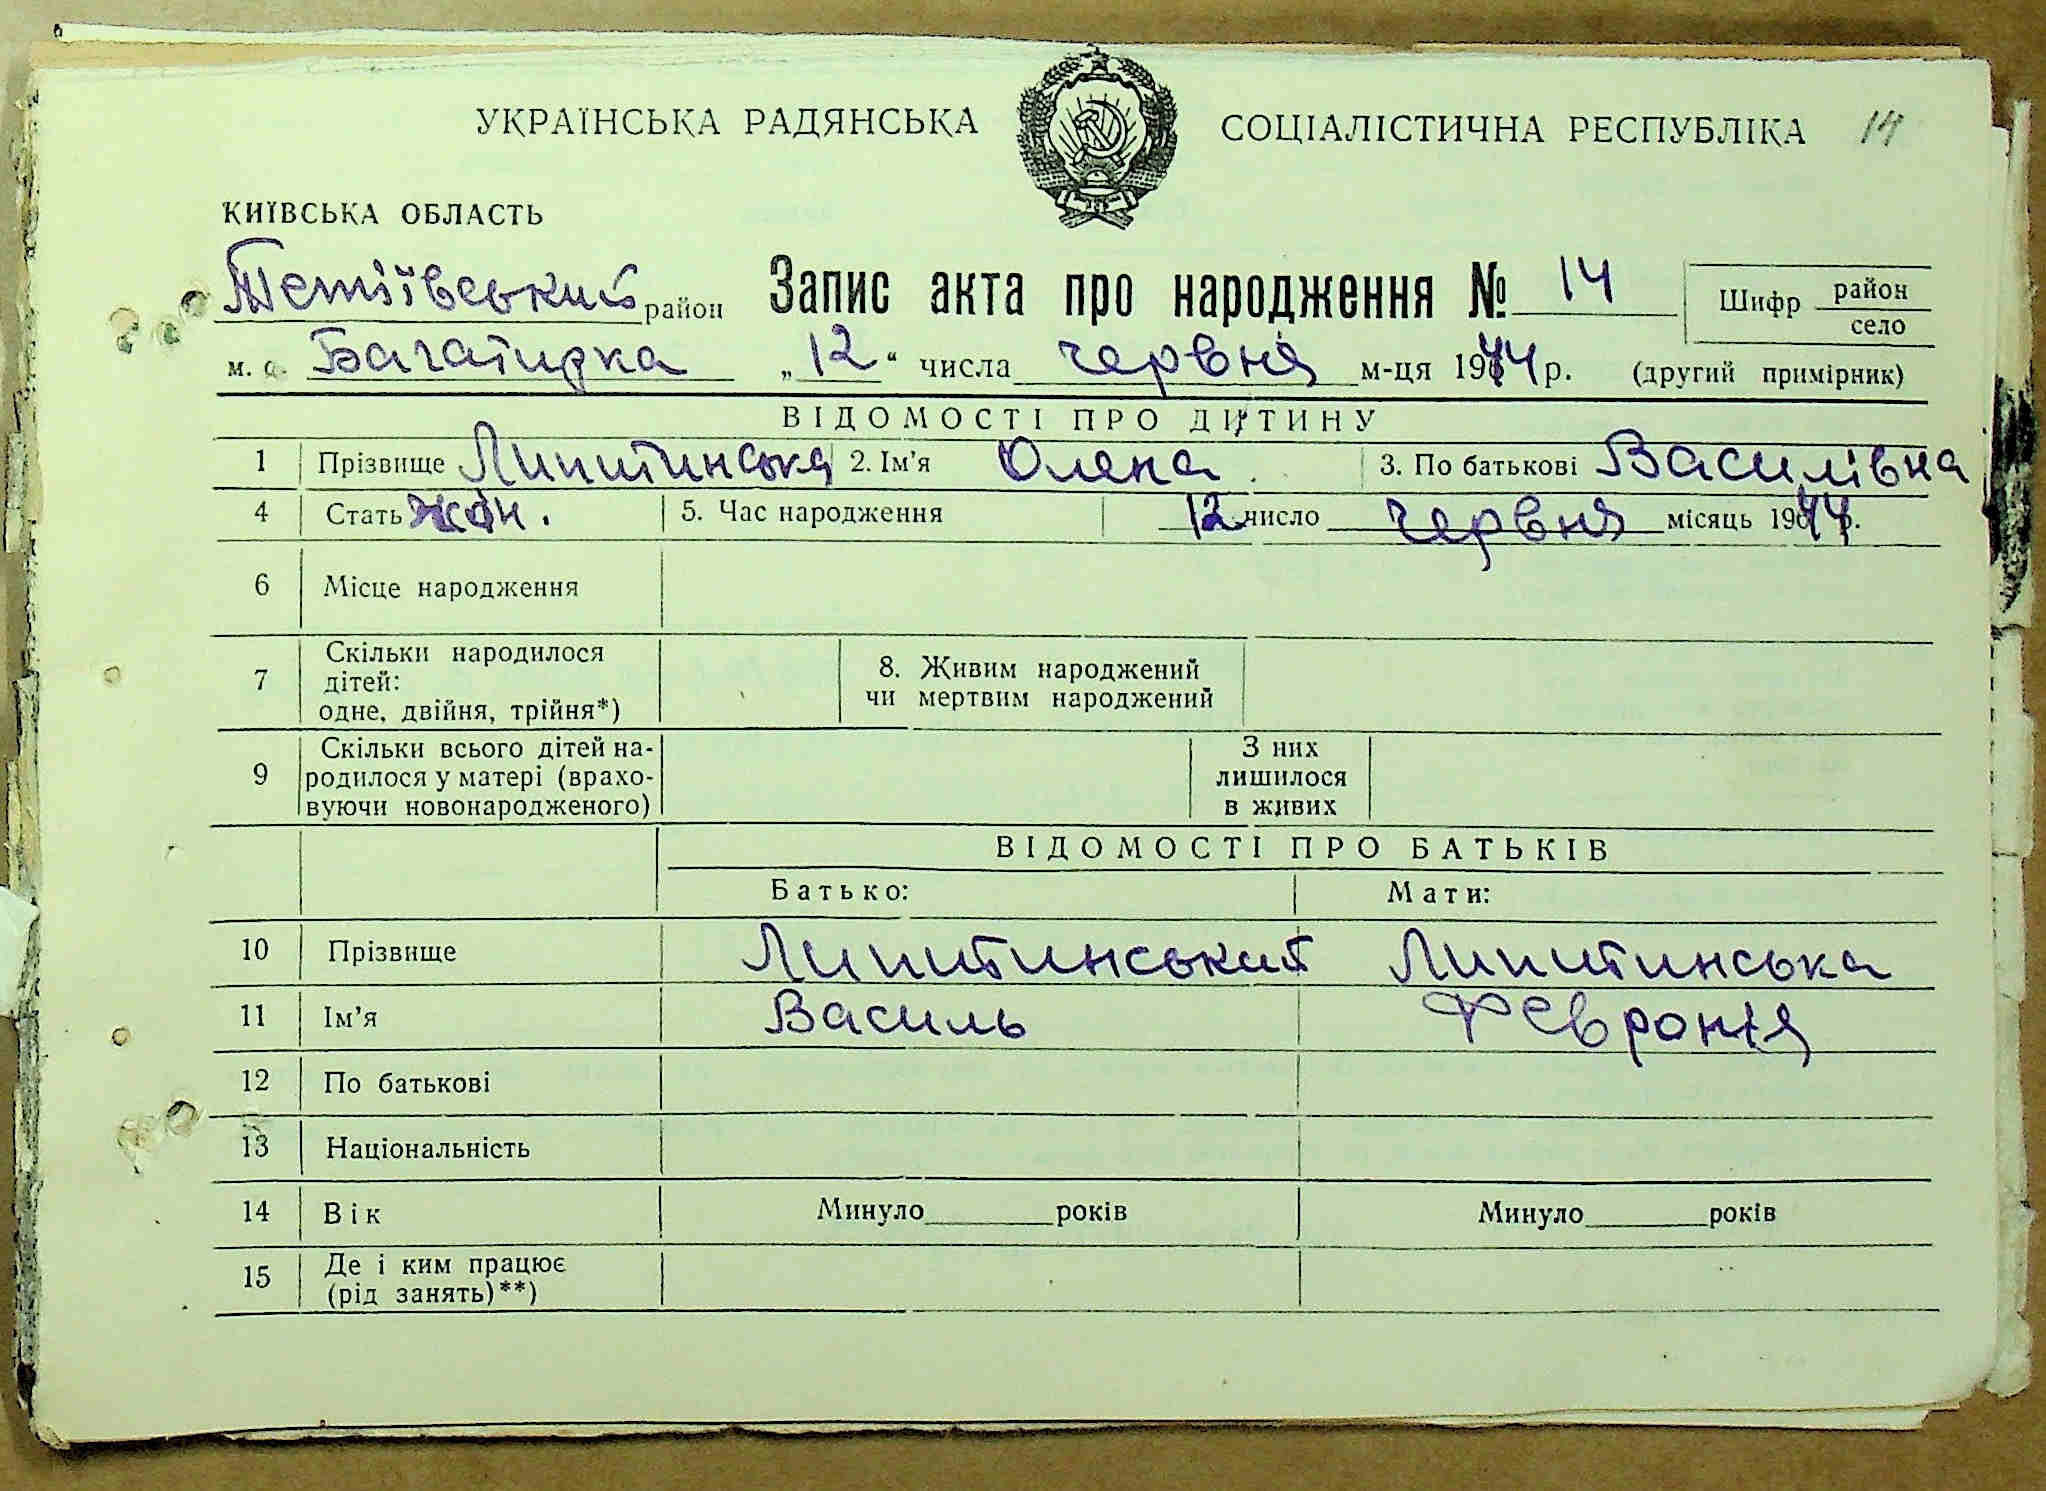 УКРАЇНСЬКА РАДЯНСЬКА СОЦІАЛІСТИЧНА РЕСПУБЛІКА 14
КИЇВСЬКА ОБЛАСТЬ
Тетіївський район Запис акта про народження № 14 Шифр район
село
м. с. Багатирка „12“ числа червня м-ця 1944 р. (другий примірник)
ВІДОМОСТІ ПРО ДИТИНУ
1 Прізвище Липитинська 2. Ім'я Олена 3. По батькові Василівна
4 Стать жін. 5. Час народження 12 число червня місяць 1944 р.
6 Місце народження
7 Скільки народилося
дітей:
одне, двійня, трійня*)
8. Живим народжений
чи мертвим народжений
9 Скільки всього дітей на-
родилося у матері (врахо-
вуючи новонародженого)
З них
лишилося
в живих
ВІДОМОСТІ ПРО БАТЬКІВ
Батько: Мати:
10 Прізвище Липитинський Липитинська
11 Ім'я Василь Февронія
12 По батькові
13 Національність
14 Вік Минуло років Минуло років
15 Де і ким працює
(рід занять)**)